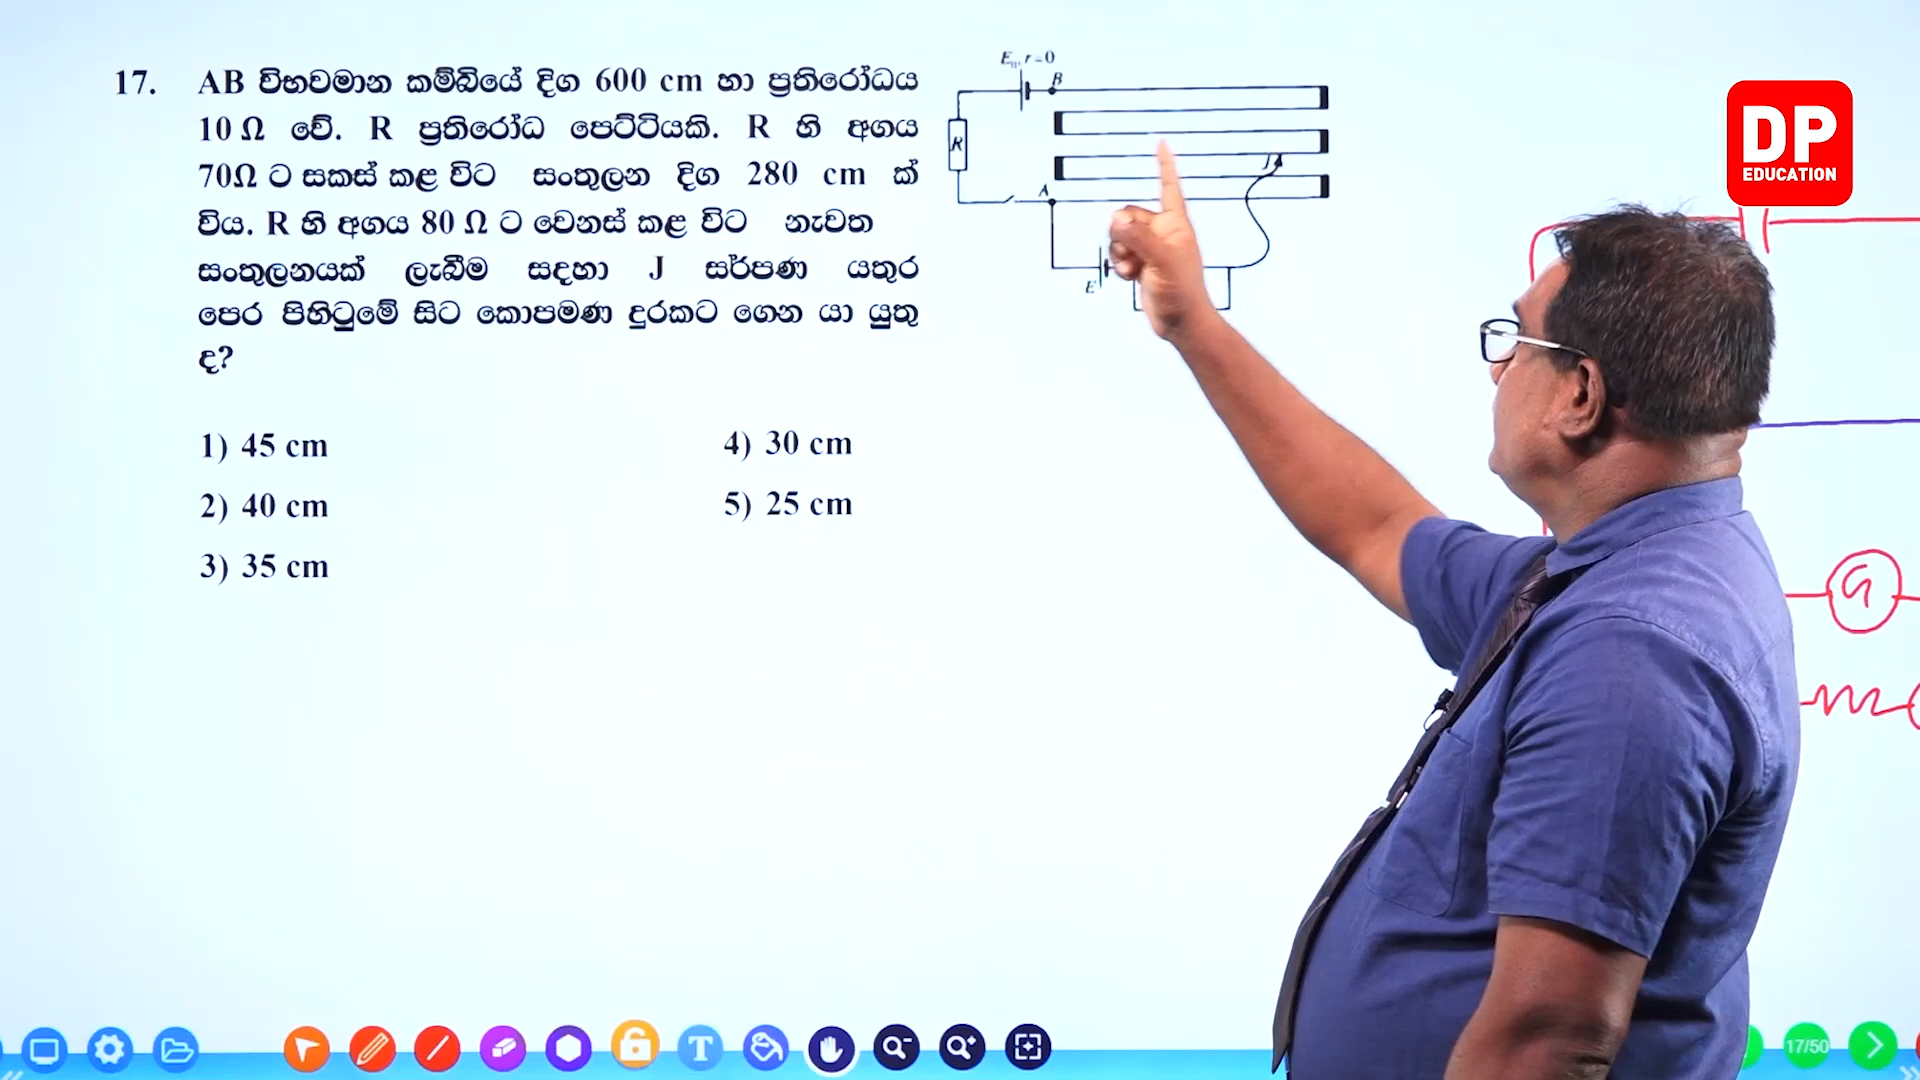 17. AB විභවමාන කම්බියේ දිග 600 cm හා ප්‍රතිරෝධය
10 Ω වේ. R ප්‍රතිරෝධ පෙට්ටියකි. R හි අගය
70Ω ට සකස් කළ විට සංතුලන දිග 280 cm ක්
විය. R හි අගය 80 Ω ට වෙනස් කළ විට නැවත
සංතුලනයක් ලැබීම සදහා J සර්පණ යතුර
පෙර පිහිටුමේ සිට කොපමණ දුරකට ගෙන යා යුතු
ද?
1) 45 cm
2) 40 cm
3) 35 cm
4) 30 cm
5) 25 cm
E₀, r=0
B
R
J
A
E
DP
EDUCATION
G
T
17/50